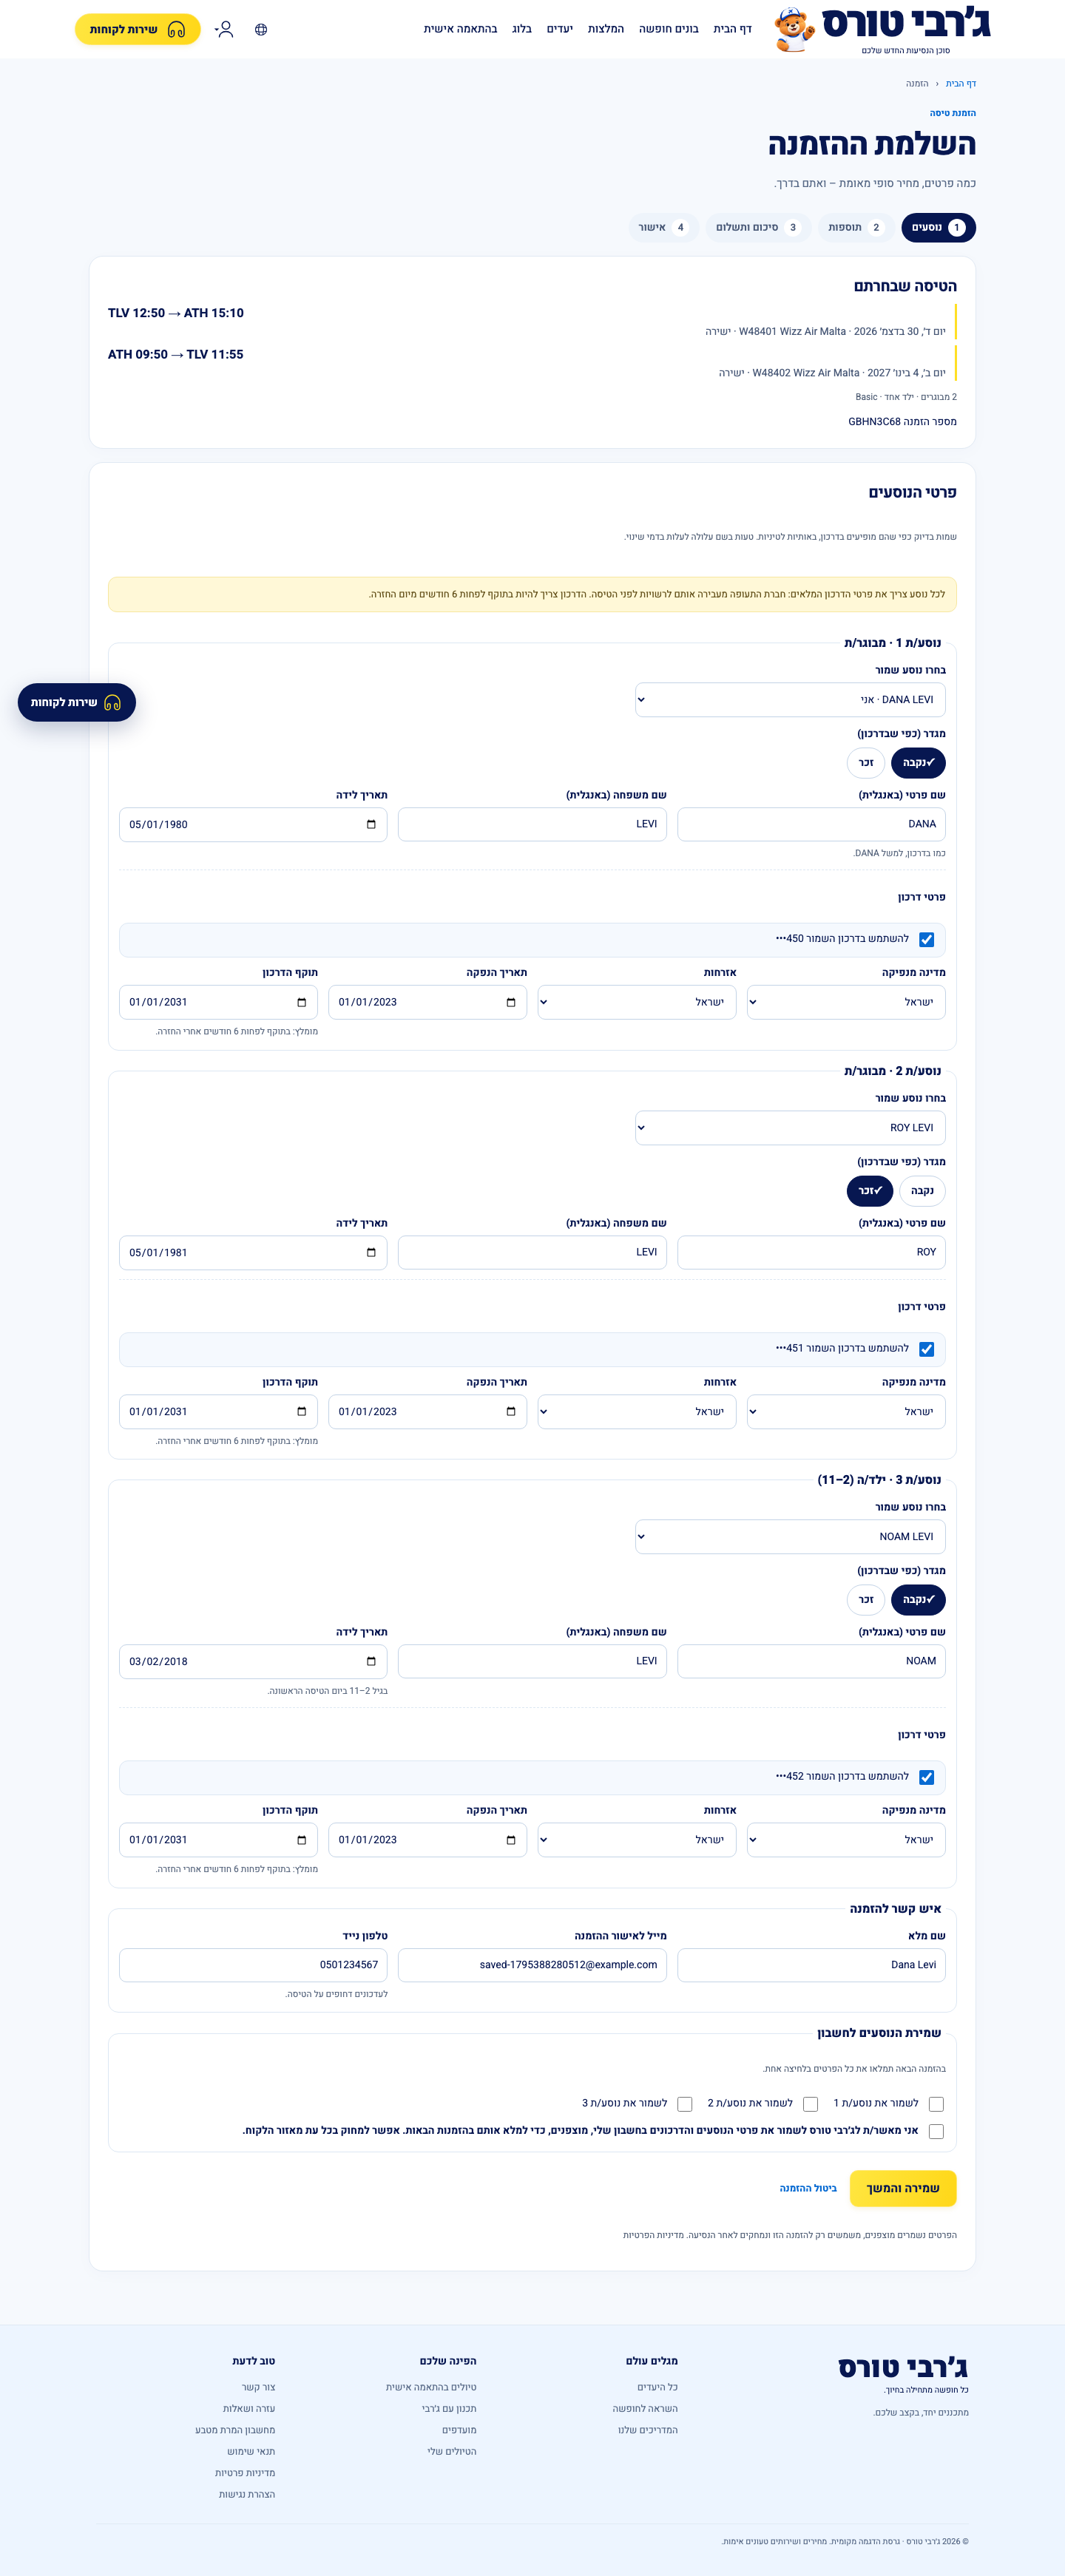 ג׳רבי טורס
סוכן הנסיעות החדש שלכם
דף הבית
בונים חופשה
המלצות
יעדים
בלוג
בהתאמה אישית
שירות לקוחות
דף הבית ‹ הזמנה
הזמנת טיסה
השלמת ההזמנה
כמה פרטים, מחיר סופי מאומת – ואתם בדרך.
1 נוסעים
2 תוספות
3 סיכום ותשלום
4 אישור
הטיסה שבחרתם
TLV 12:50 → ATH 15:10
יום ד׳, 30 בדצמ׳ 2026 · W48401 Wizz Air Malta · ישירה
ATH 09:50 → TLV 11:55
יום ב׳, 4 בינו׳ 2027 · W48402 Wizz Air Malta · ישירה
2 מבוגרים · ילד אחד · Basic
מספר הזמנה GBHN3C68
פרטי הנוסעים
שמות בדיוק כפי שהם מופיעים בדרכון, באותיות לטיניות. טעות בשם עלולה לעלות בדמי שינוי.
לכל נוסע צריך את פרטי הדרכון המלאים: חברת התעופה מעבירה אותם לרשויות לפני הטיסה. הדרכון צריך להיות בתוקף לפחות 6 חודשים מיום החזרה.
נוסע/ת 1 · מבוגר/ת
בחרו נוסע שמור
DANA LEVI · אני
שירות לקוחות
מגדר (כפי שבדרכון)
✓נקבה
זכר
שם פרטי (באנגלית)
שם משפחה (באנגלית)
תאריך לידה
DANA
LEVI
05/01/1980
כמו בדרכון, למשל DANA.
פרטי דרכון
להשתמש בדרכון השמור 450•••
מדינה מנפיקה
אזרחות
תאריך הנפקה
תוקף הדרכון
ישראל
ישראל
01/01/2023
01/01/2031
מומלץ: בתוקף לפחות 6 חודשים אחרי החזרה.
נוסע/ת 2 · מבוגר/ת
בחרו נוסע שמור
ROY LEVI
מגדר (כפי שבדרכון)
נקבה
✓זכר
שם פרטי (באנגלית)
שם משפחה (באנגלית)
תאריך לידה
ROY
LEVI
05/01/1981
פרטי דרכון
להשתמש בדרכון השמור 451•••
מדינה מנפיקה
אזרחות
תאריך הנפקה
תוקף הדרכון
ישראל
ישראל
01/01/2023
01/01/2031
מומלץ: בתוקף לפחות 6 חודשים אחרי החזרה.
נוסע/ת 3 · ילד/ה (2–11)
בחרו נוסע שמור
NOAM LEVI
מגדר (כפי שבדרכון)
✓נקבה
זכר
שם פרטי (באנגלית)
שם משפחה (באנגלית)
תאריך לידה
NOAM
LEVI
03/02/2018
בגיל 2–11 ביום הטיסה הראשונה.
פרטי דרכון
להשתמש בדרכון השמור 452•••
מדינה מנפיקה
אזרחות
תאריך הנפקה
תוקף הדרכון
ישראל
ישראל
01/01/2023
01/01/2031
מומלץ: בתוקף לפחות 6 חודשים אחרי החזרה.
איש קשר להזמנה
שם מלא
מייל לאישור ההזמנה
טלפון נייד
Dana Levi
saved-1795388280512@example.com
0501234567
לעדכונים דחופים על הטיסה.
שמירת הנוסעים לחשבון
בהזמנה הבאה תמלאו את כל הפרטים בלחיצה אחת.
לשמור את נוסע/ת 1
לשמור את נוסע/ת 2
לשמור את נוסע/ת 3
אני מאשר/ת לג׳רבי טורס לשמור את פרטי הנוסעים והדרכונים בחשבון שלי, מוצפנים, כדי למלא אותם בהזמנות הבאות. אפשר למחוק בכל עת מאזור הלקוח.
שמירה והמשך
ביטול ההזמנה
הפרטים נשמרים מוצפנים, משמשים רק להזמנה הזו ונמחקים לאחר הנסיעה. מדיניות הפרטיות
ג׳רבי טורס
כל חופשה מתחילה בחיוך.
מתכננים יחד, בקצב שלכם.
מגלים עולם
כל היעדים
השראה לחופשה
המדריכים שלנו
הפינה שלכם
טיולים בהתאמה אישית
תכנון עם ג׳רבי
מועדפים
הטיולים שלי
טוב לדעת
צור קשר
עזרה ושאלות
מחשבון המרת מטבע
תנאי שימוש
מדיניות פרטיות
הצהרת נגישות
© 2026 ג׳רבי טורס · גרסת הדגמה מקומית. מחירים ושירותים טעונים אימות.